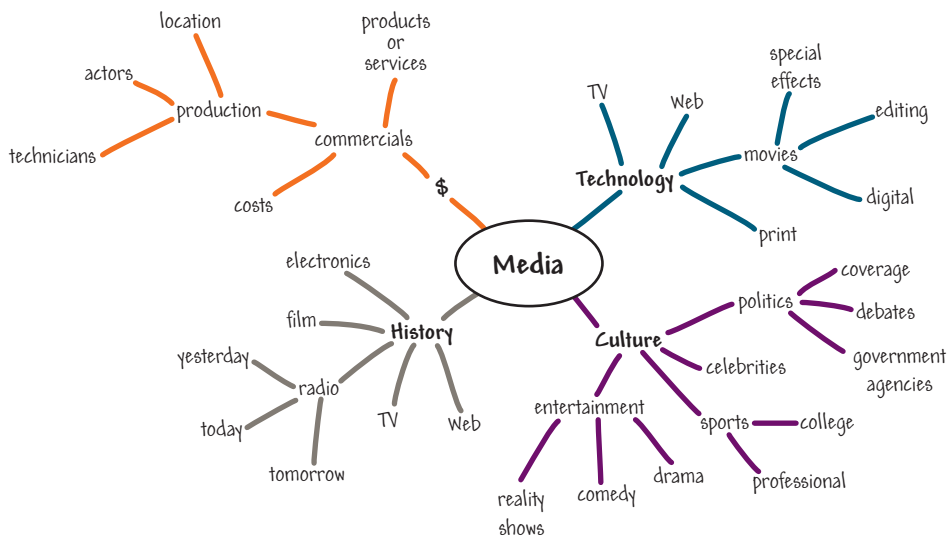 location
products
or
services
actors
production
technicians
commercials
costs
$
TV
Web
special
effects
editing
movies
Technology
digital
print
Media
electronics
film
History
yesterday
radio
today
TV
Web
tomorrow
Culture
politics
coverage
debates
government
agencies
celebrities
entertainment
sports
college
professional
reality
shows
comedy
drama